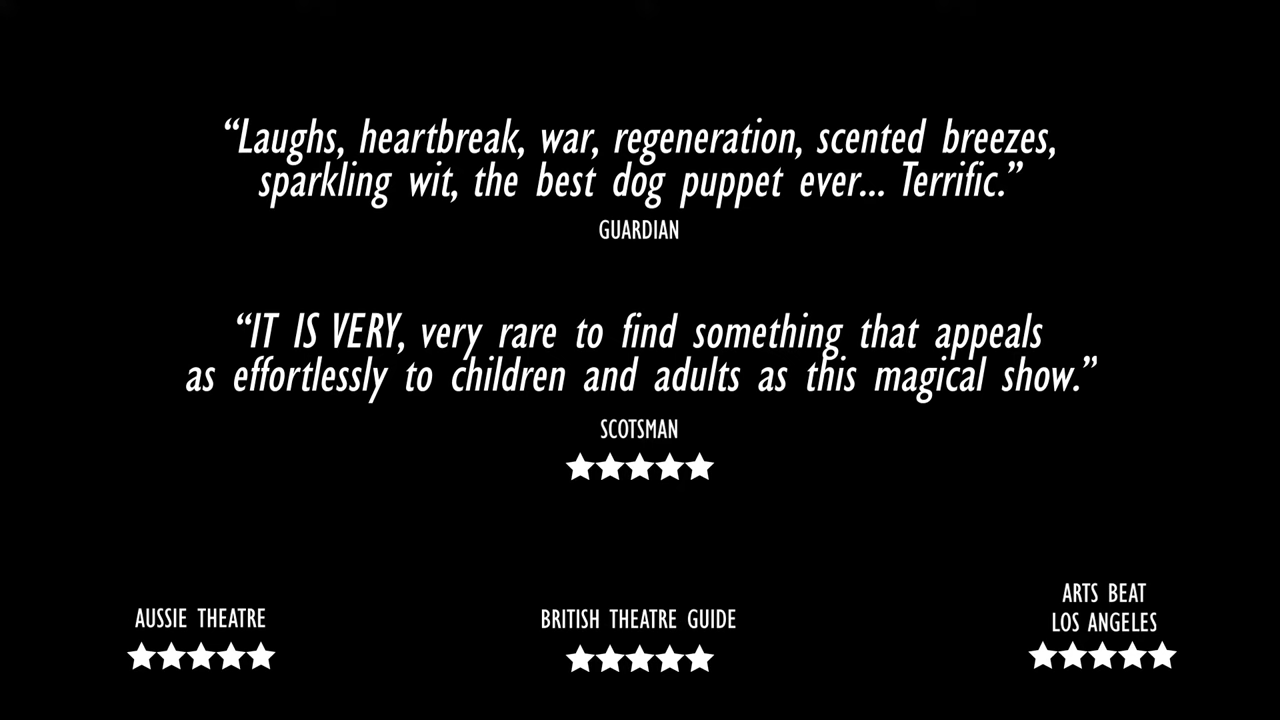 “Laughs, heartbreak, war, regeneration, scented breezes,
sparkling wit, the best dog puppet ever... Terrific.”
GUARDIAN
“IT IS VERY, very rare to find something that appeals
as effortlessly to children and adults as this magical show.”
SCOTSMAN
AUSSIE THEATRE
BRITISH THEATRE GUIDE
ARTS BEAT
LOS ANGELES